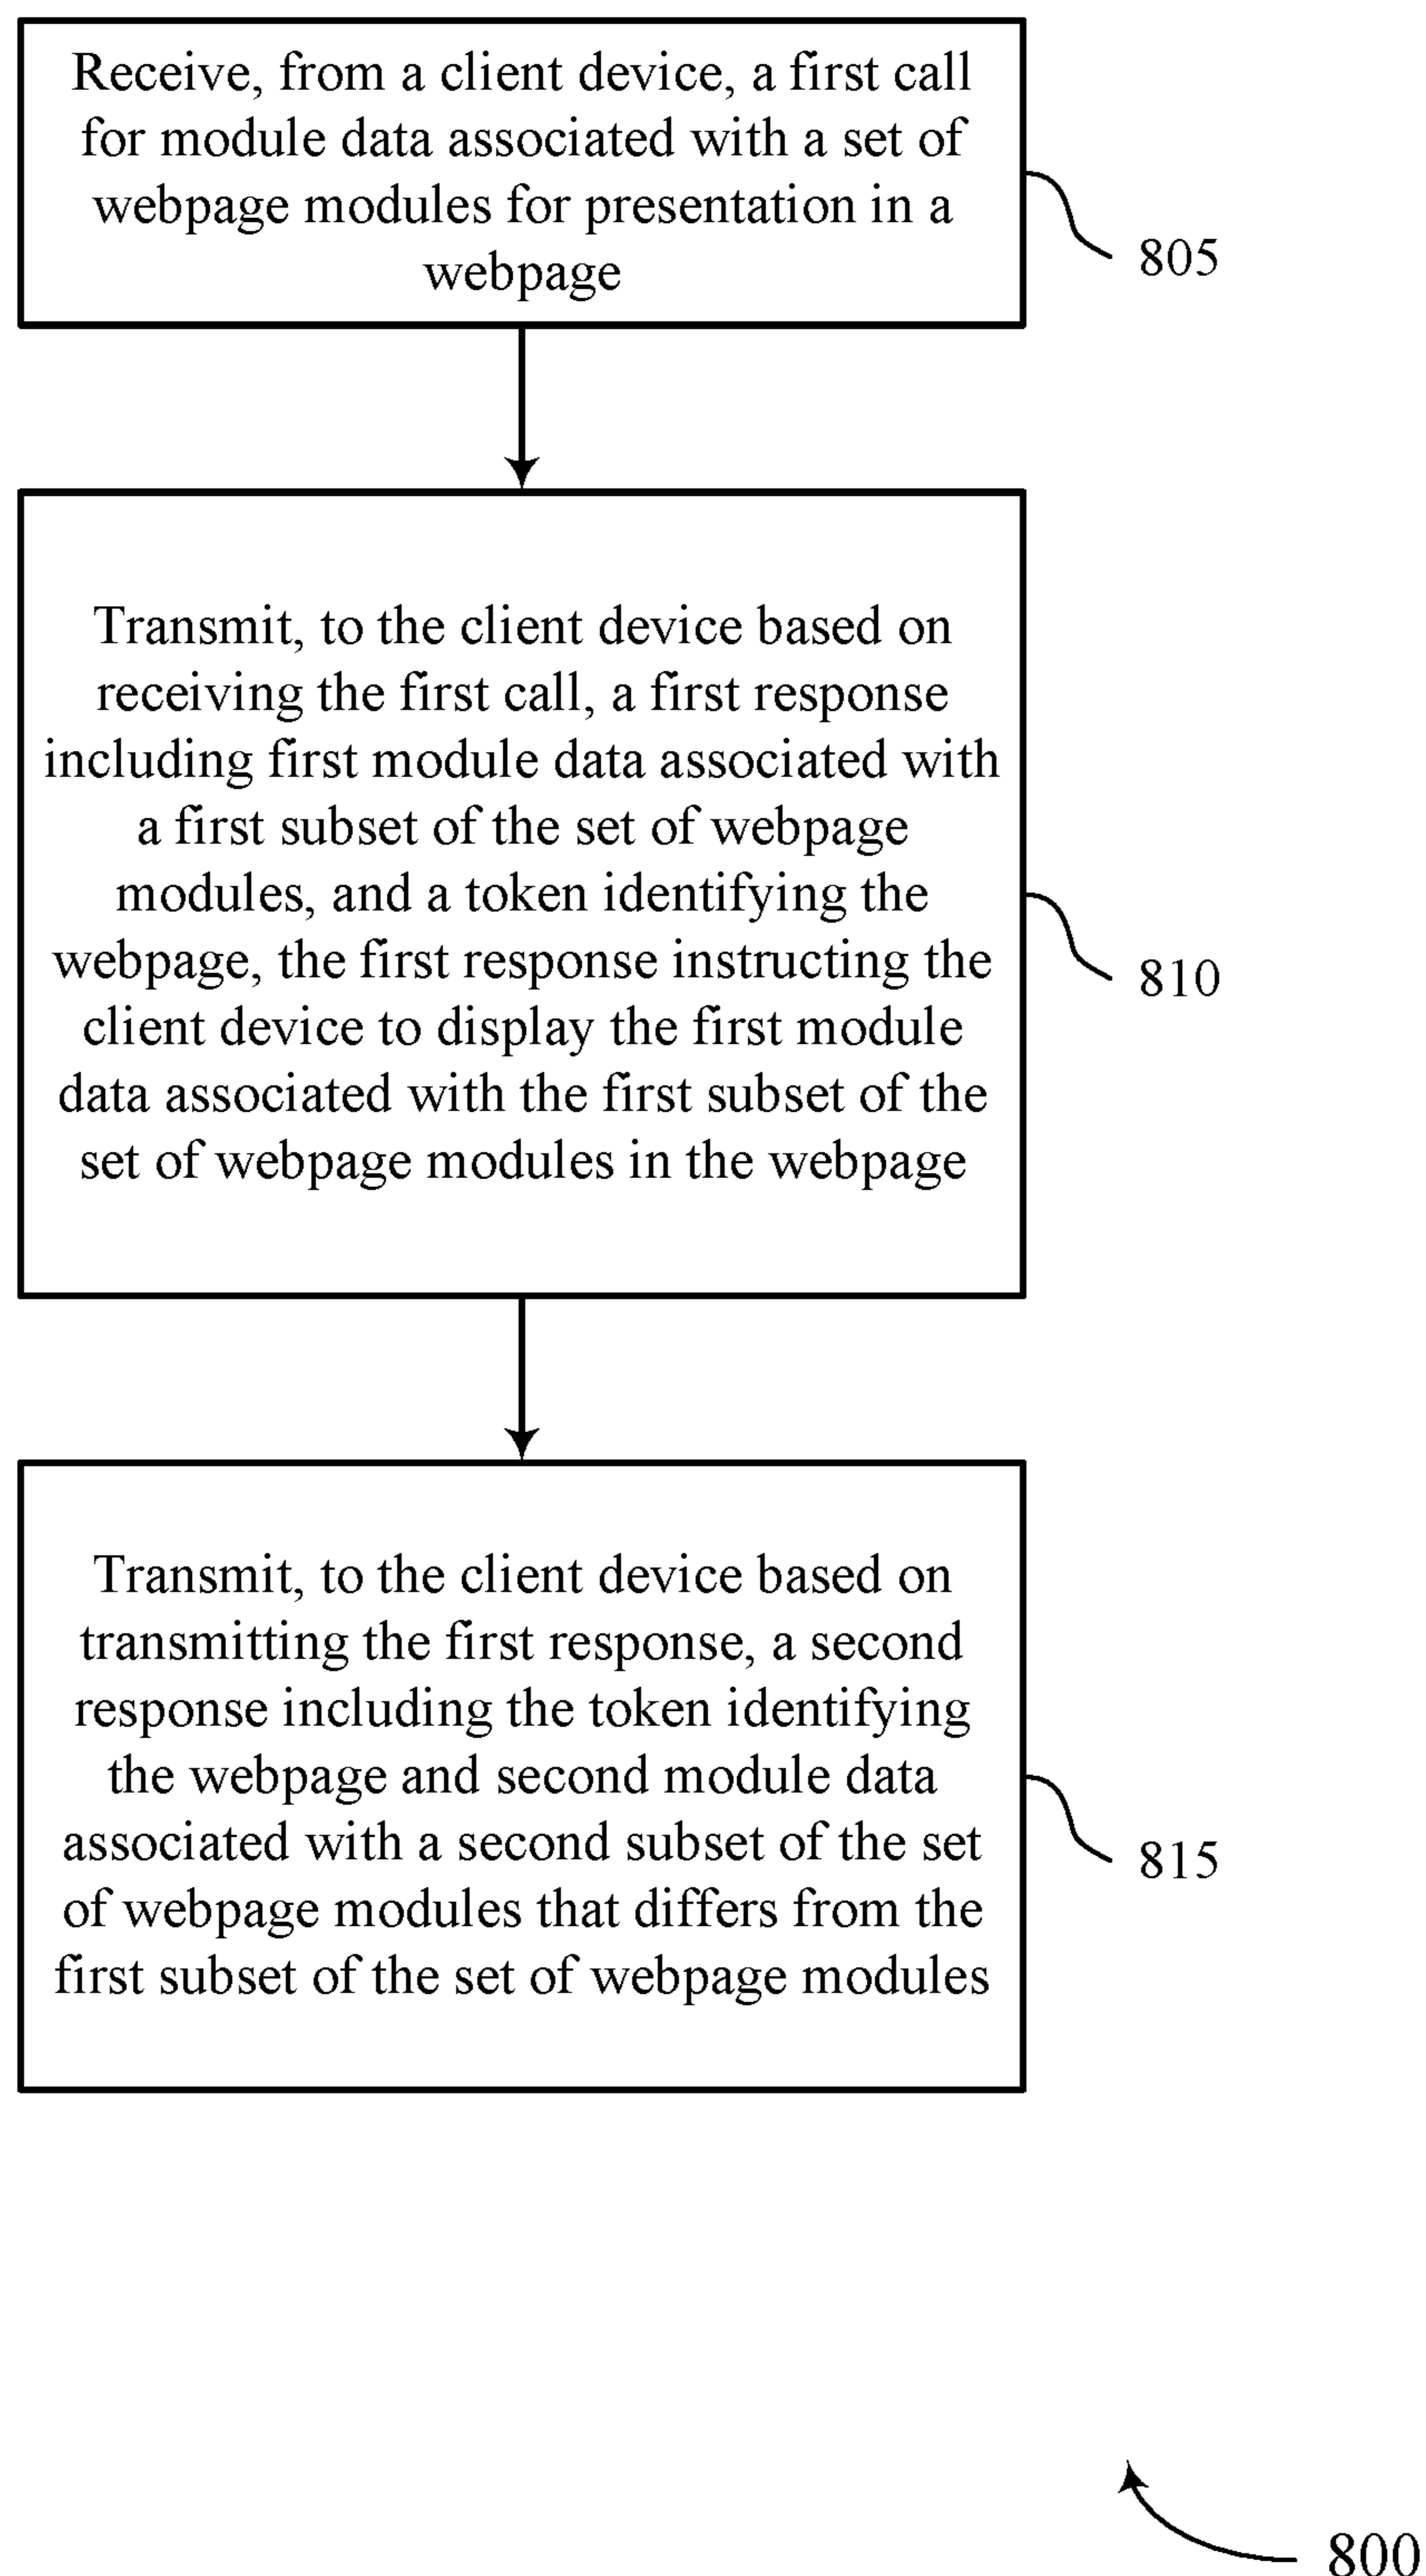 Receive, from a client device, a first call
for module data associated with a set of
webpage modules for presentation in a
webpage
805
Transmit, to the client device based on
receiving the first call, a first response
including first module data associated with
a first subset of the set of webpage
modules, and a token identifying the
webpage, the first response instructing the
client device to display the first module
data associated with the first subset of the
set of webpage modules in the webpage
810
Transmit, to the client device based on
transmitting the first response, a second
response including the token identifying
the webpage and second module data
associated with a second subset of the set
of webpage modules that differs from the
first subset of the set of webpage modules
815
800